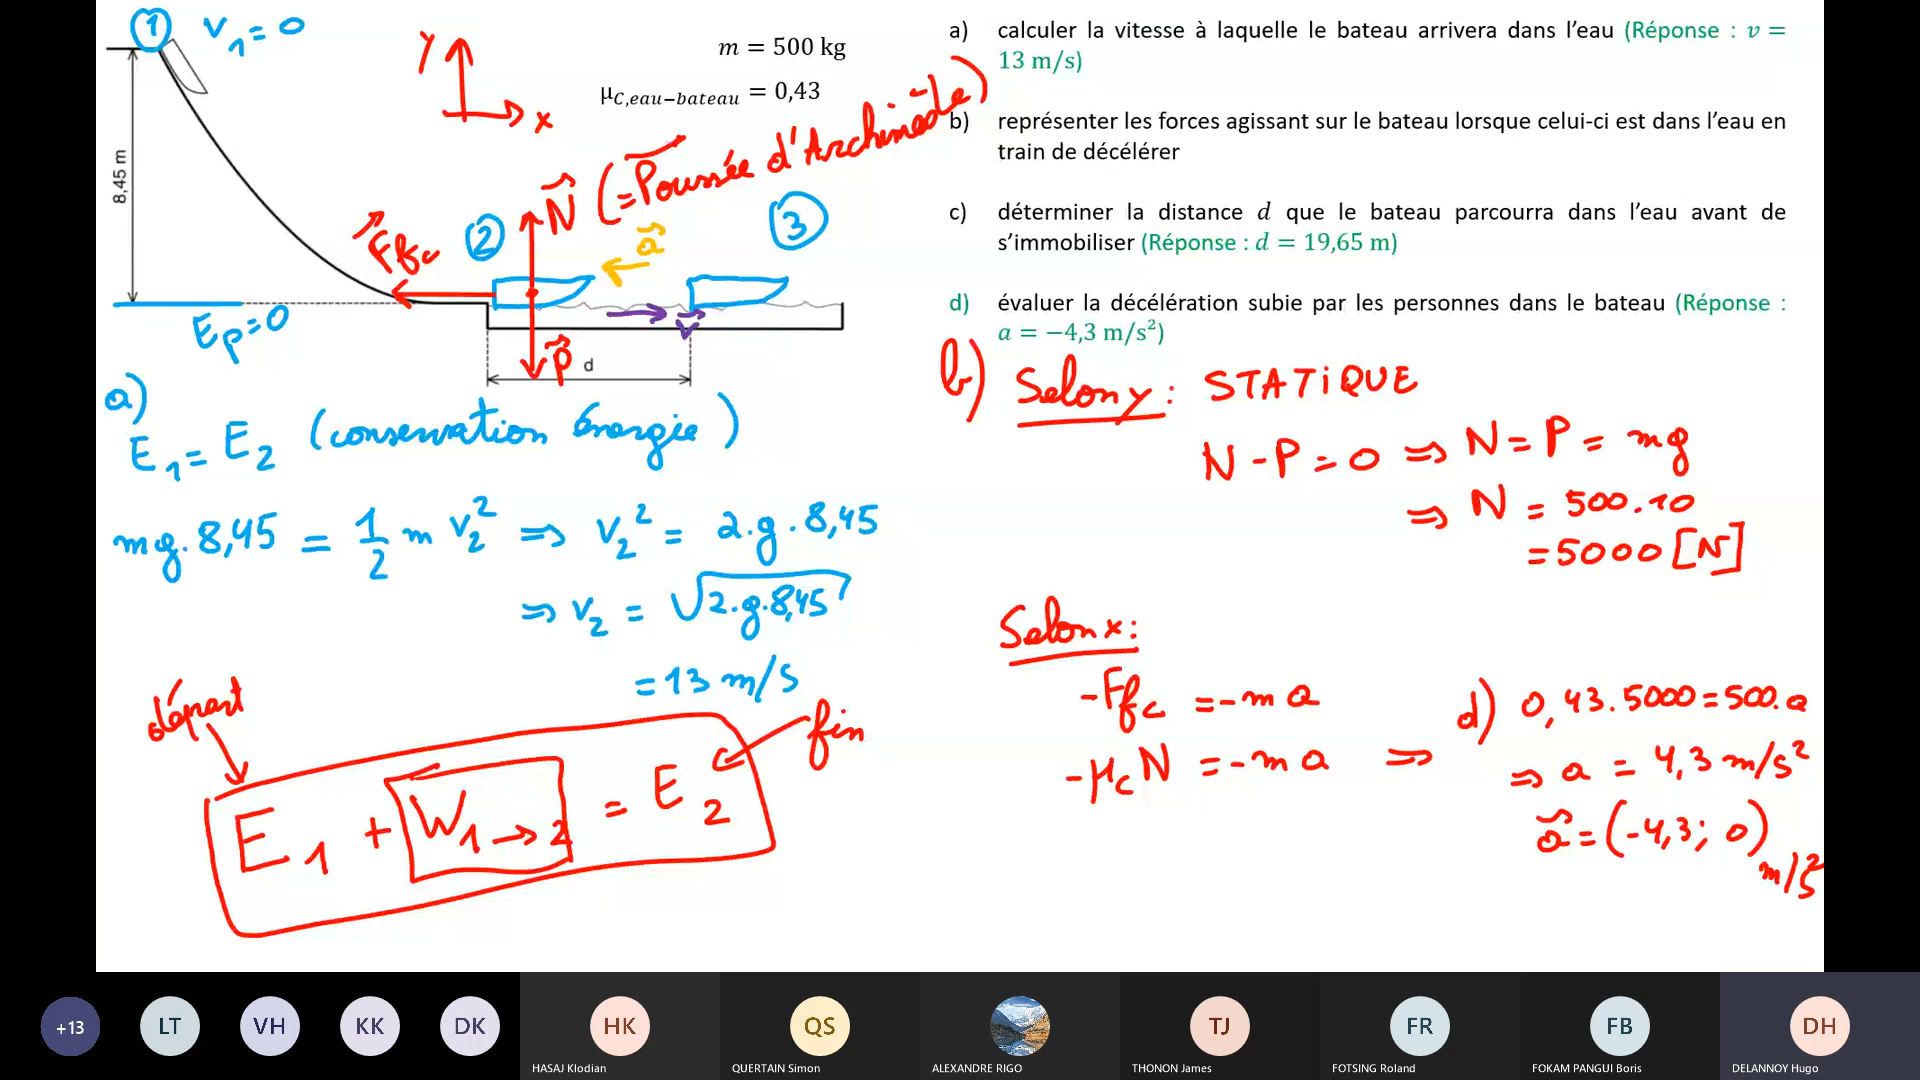 1
v₁ = 0
8,45 m
y
x
m = 500 kg
μC,eau−bateau = 0,43
N (= Poussée d'Archimède)
Ffc
2
a
3
Ep = 0
v
P
d
a) calculer la vitesse à laquelle le bateau arrivera dans l’eau (Réponse : v =
13 m/s)
b) représenter les forces agissant sur le bateau lorsque celui-ci est dans l’eau en
train de décélérer
c) déterminer la distance d que le bateau parcourra dans l’eau avant de
s’immobiliser (Réponse : d = 19,65 m)
d) évaluer la décélération subie par les personnes dans le bateau (Réponse :
a = −4,3 m/s²)
a)
E₁ = E₂ (conservation énergie)
mg. 8,45 = 1/2 m v₂² ⇒ v₂² = 2.g.8,45
⇒ v₂ = √2.g.8,45
= 13 m/s
départ
fin
E₁ + W₁→₂ = E₂
b) Selon y : STATiQUE
N - P = 0 ⇒ N = P = mg
⇒ N = 500.10
= 5000 [N]
Selon x :
-Ffc = -m a
-μc N = -m a ⇒
d) 0,43.5000 = 500.a
⇒ a = 4,3 m/s²
a = (-4,3; 0) m/s²
+13
LT
VH
KK
DK
HK
HASAJ Klodian
QS
QUERTAIN Simon
ALEXANDRE RIGO
TJ
THONON James
FR
FOTSING Roland
FB
FOKAM PANGUI Boris
DH
DELANNOY Hugo